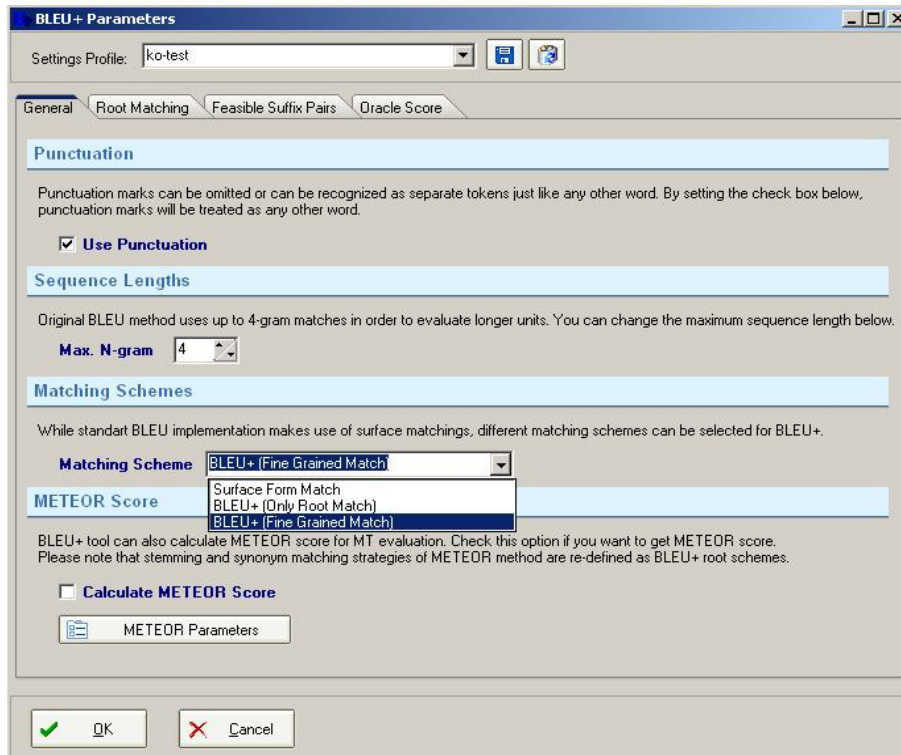 BLEU+ Parameters
Settings Profile: ko-test
General Root Matching Feasible Suffix Pairs Oracle Score
Punctuation
Punctuation marks can be omitted or can be recognized as separate tokens just like any other word. By setting the check box below,
punctuation marks will be treated as any other word.
Use Punctuation
Sequence Lengths
Original BLEU method uses up to 4-gram matches in order to evaluate longer units. You can change the maximum sequence length below.
Max. N-gram 4
Matching Schemes
While standart BLEU implementation makes use of surface matchings, different matching schemes can be selected for BLEU+.
Matching Scheme BLEU+ (Fine Grained Match)
Surface Form Match
BLEU+ (Only Root Match)
BLEU+ (Fine Grained Match)
METEOR Score
BLEU+ tool can also calculate METEOR score for MT evaluation. Check this option if you want to get METEOR score.
Please note that stemming and synonym matching strategies of METEOR method are re-defined as BLEU+ root schemes.
Calculate METEOR Score
METEOR Parameters
OK Cancel